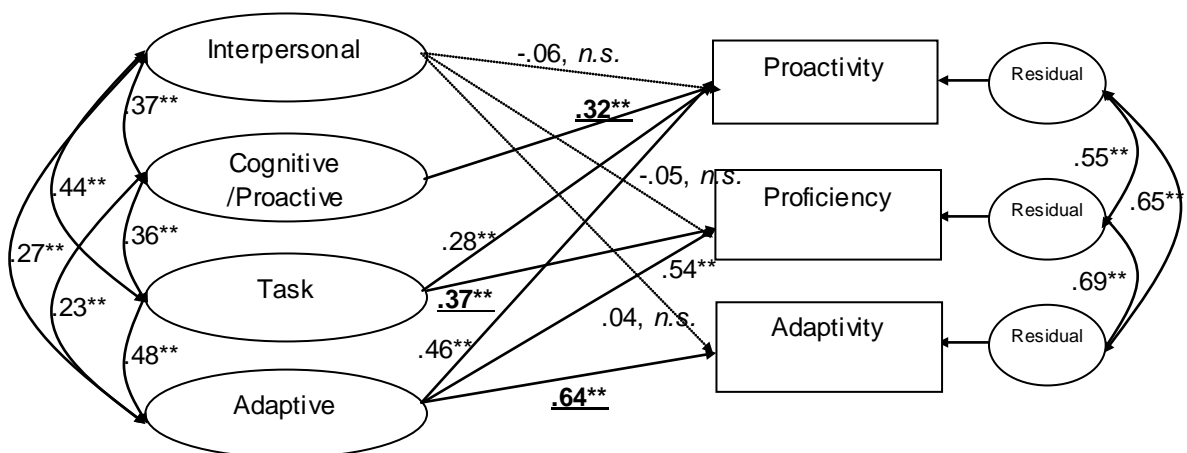 Interpersonal
-.06, n.s.
Proactivity
Residual
.37**
.32**
Cognitive
/Proactive
.55**
.44**
-.05, n.s.
Proficiency
Residual
.65**
.36**
.28**
.27**
.54**
.69**
Task
.37**
.23**
.04, n.s.
Adaptivity
Residual
.48**
.46**
Adaptive
.64**